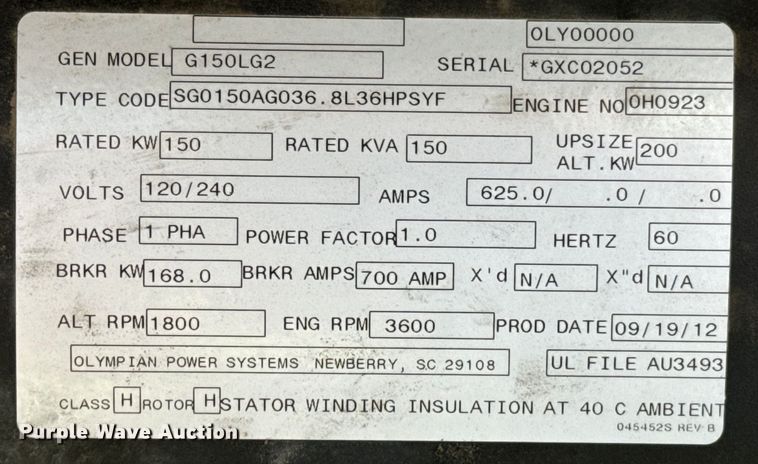 OLY00000
GEN MODEL G150LG2 SERIAL *GXC02052
TYPE CODE SG0150AG036.8L36HPSYF ENGINE NO 0H0923
RATED KW 150 RATED KVA 150 UPSIZE ALT.KW 200
VOLTS 120/240 AMPS 625.0/ .0 / .0
PHASE 1 PHA POWER FACTOR 1.0 HERTZ 60
BRKR KW 168.0 BRKR AMPS 700 AMP X'd N/A X"d N/A
ALT RPM 1800 ENG RPM 3600 PROD DATE 09/19/12
OLYMPIAN POWER SYSTEMS NEWBERRY, SC 29108 UL FILE AU3493
CLASS H ROTOR H STATOR WINDING INSULATION AT 40 C AMBIENT
045452S REV B
Purple Wave Auction